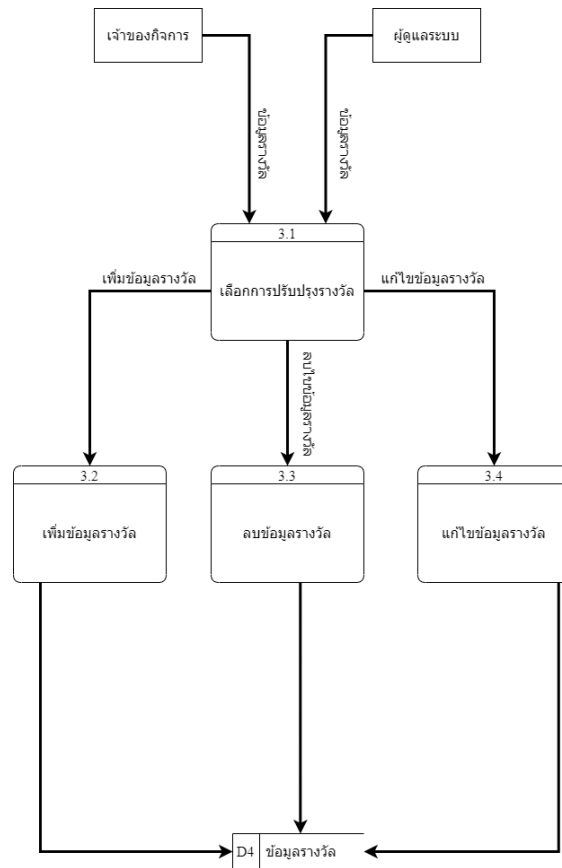 เจ้าของกิจการ
ผู้ดูแลระบบ
ข้อมูลรางวัล
ข้อมูลรางวัล
3.1
เลือกการปรับปรุงรางวัล
เพิ่มข้อมูลรางวัล
แก้ไขข้อมูลรางวัล
ลบไขข้อมูลรางวัล
3.2
เพิ่มข้อมูลรางวัล
3.3
ลบข้อมูลรางวัล
3.4
แก้ไขข้อมูลรางวัล
D4 ข้อมูลรางวัล